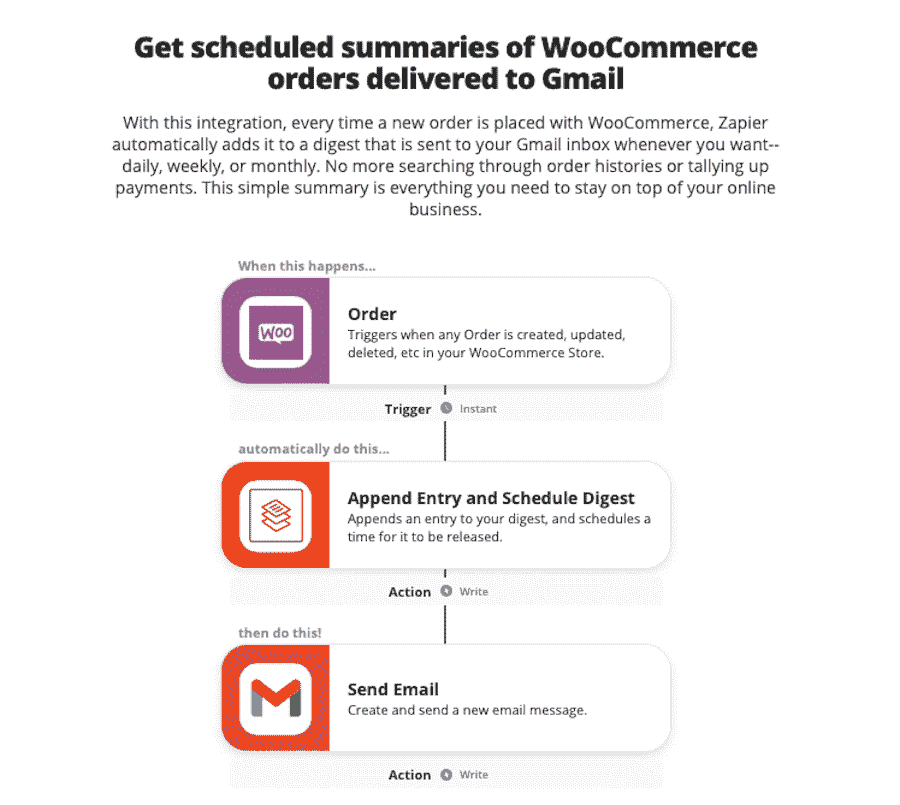 Get scheduled summaries of WooCommerce
orders delivered to Gmail
With this integration, every time a new order is placed with WooCommerce, Zapier
automatically adds it to a digest that is sent to your Gmail inbox whenever you want--
daily, weekly, or monthly. No more searching through order histories or tallying up
payments. This simple summary is everything you need to stay on top of your online
business.
When this happens...
Woo
Order
Triggers when any Order is created, updated,
deleted, etc in your WooCommerce Store.
Trigger Instant
automatically do this...
Append Entry and Schedule Digest
Appends an entry to your digest, and schedules a
time for it to be released.
Action Write
then do this!
Send Email
Create and send a new email message.
Action Write